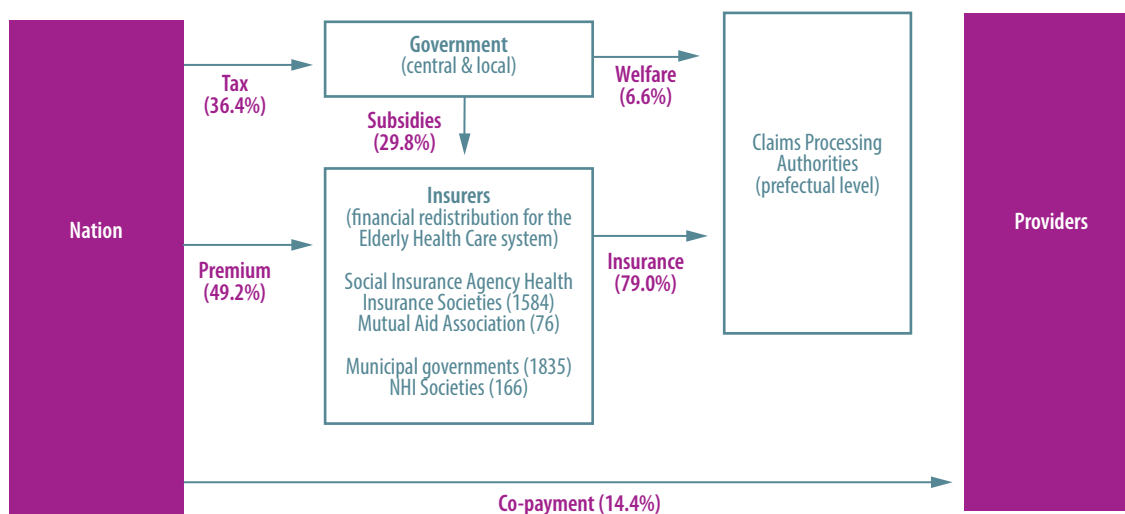 Nation
Tax
(36.4%)
Government
(central & local)
Welfare
(6.6%)
Subsidies
(29.8%)
Premium
(49.2%)
Insurers
(financial redistribution for the
Elderly Health Care system)
Social Insurance Agency Health
Insurance Societies (1584)
Mutual Aid Association (76)
Municipal governments (1835)
NHI Societies (166)
Insurance
(79.0%)
Claims Processing
Authorities
(prefectual level)
Providers
Co-payment (14.4%)